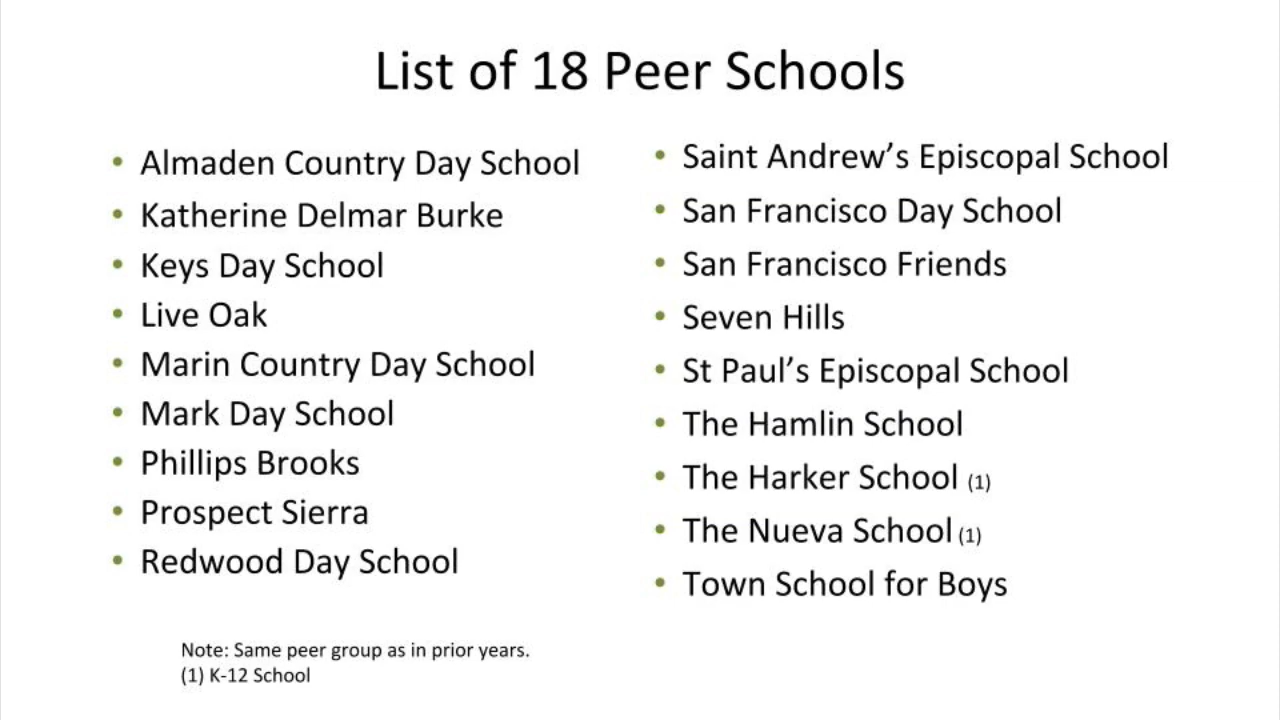 List of 18 Peer Schools
• Almaden Country Day School
• Katherine Delmar Burke
• Keys Day School
• Live Oak
• Marin Country Day School
• Mark Day School
• Phillips Brooks
• Prospect Sierra
• Redwood Day School
• Saint Andrew’s Episcopal School
• San Francisco Day School
• San Francisco Friends
• Seven Hills
• St Paul’s Episcopal School
• The Hamlin School
• The Harker School (1)
• The Nueva School (1)
• Town School for Boys
Note: Same peer group as in prior years.
(1) K-12 School